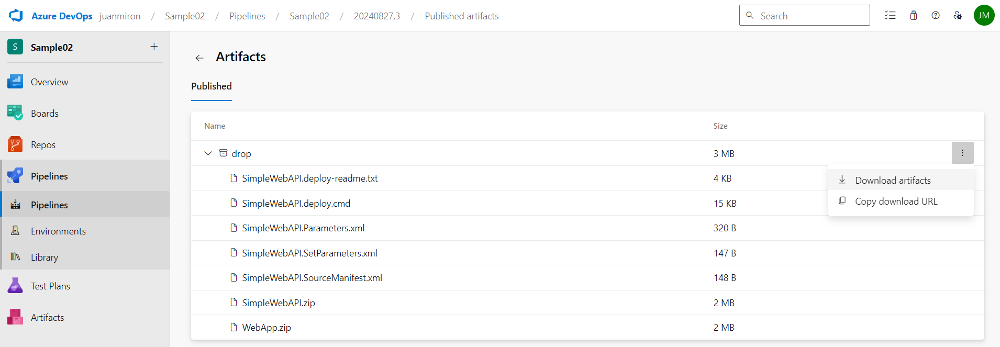 Azure DevOps juanmiron / Sample02 / Pipelines / Sample02 / 20240827.3 / Published artifacts Search JM
S Sample02 +
Overview
Boards
Repos
Pipelines
Pipelines
Environments
Library
Test Plans
Artifacts
Artifacts
Published
Name Size
drop 3 MB
SimpleWebAPI.deploy-readme.txt 4 KB
SimpleWebAPI.deploy.cmd 15 KB
SimpleWebAPI.Parameters.xml 320 B
SimpleWebAPI.SetParameters.xml 147 B
SimpleWebAPI.SourceManifest.xml 148 B
SimpleWebAPI.zip 2 MB
WebApp.zip 2 MB
Download artifacts
Copy download URL